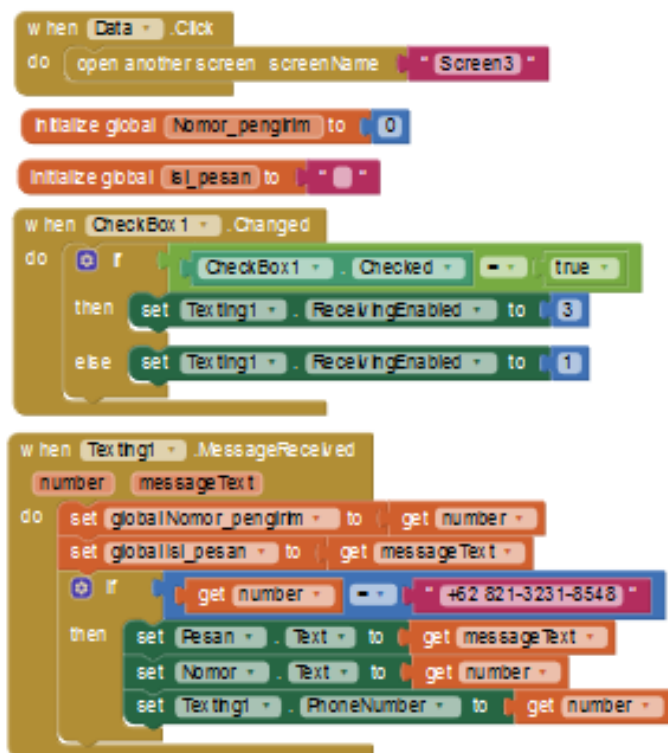 when Data .Click
do open another screen screenName " Screen3 "
initialize global Nomor_pengirim to 0
initialize global isi_pesan to " "
when CheckBox1 .Changed
do if CheckBox1 . Checked = true
then set Texting1 . ReceivingEnabled to 3
else set Texting1 . ReceivingEnabled to 1
when Texting1 .MessageReceived
number messageText
do set global Nomor_pengirim to get number
set global isi_pesan to get messageText
if get number = " +62 821-3231-8548 "
then set Pesan . Text to get messageText
set Nomor . Text to get number
set Texting1 . PhoneNumber to get number